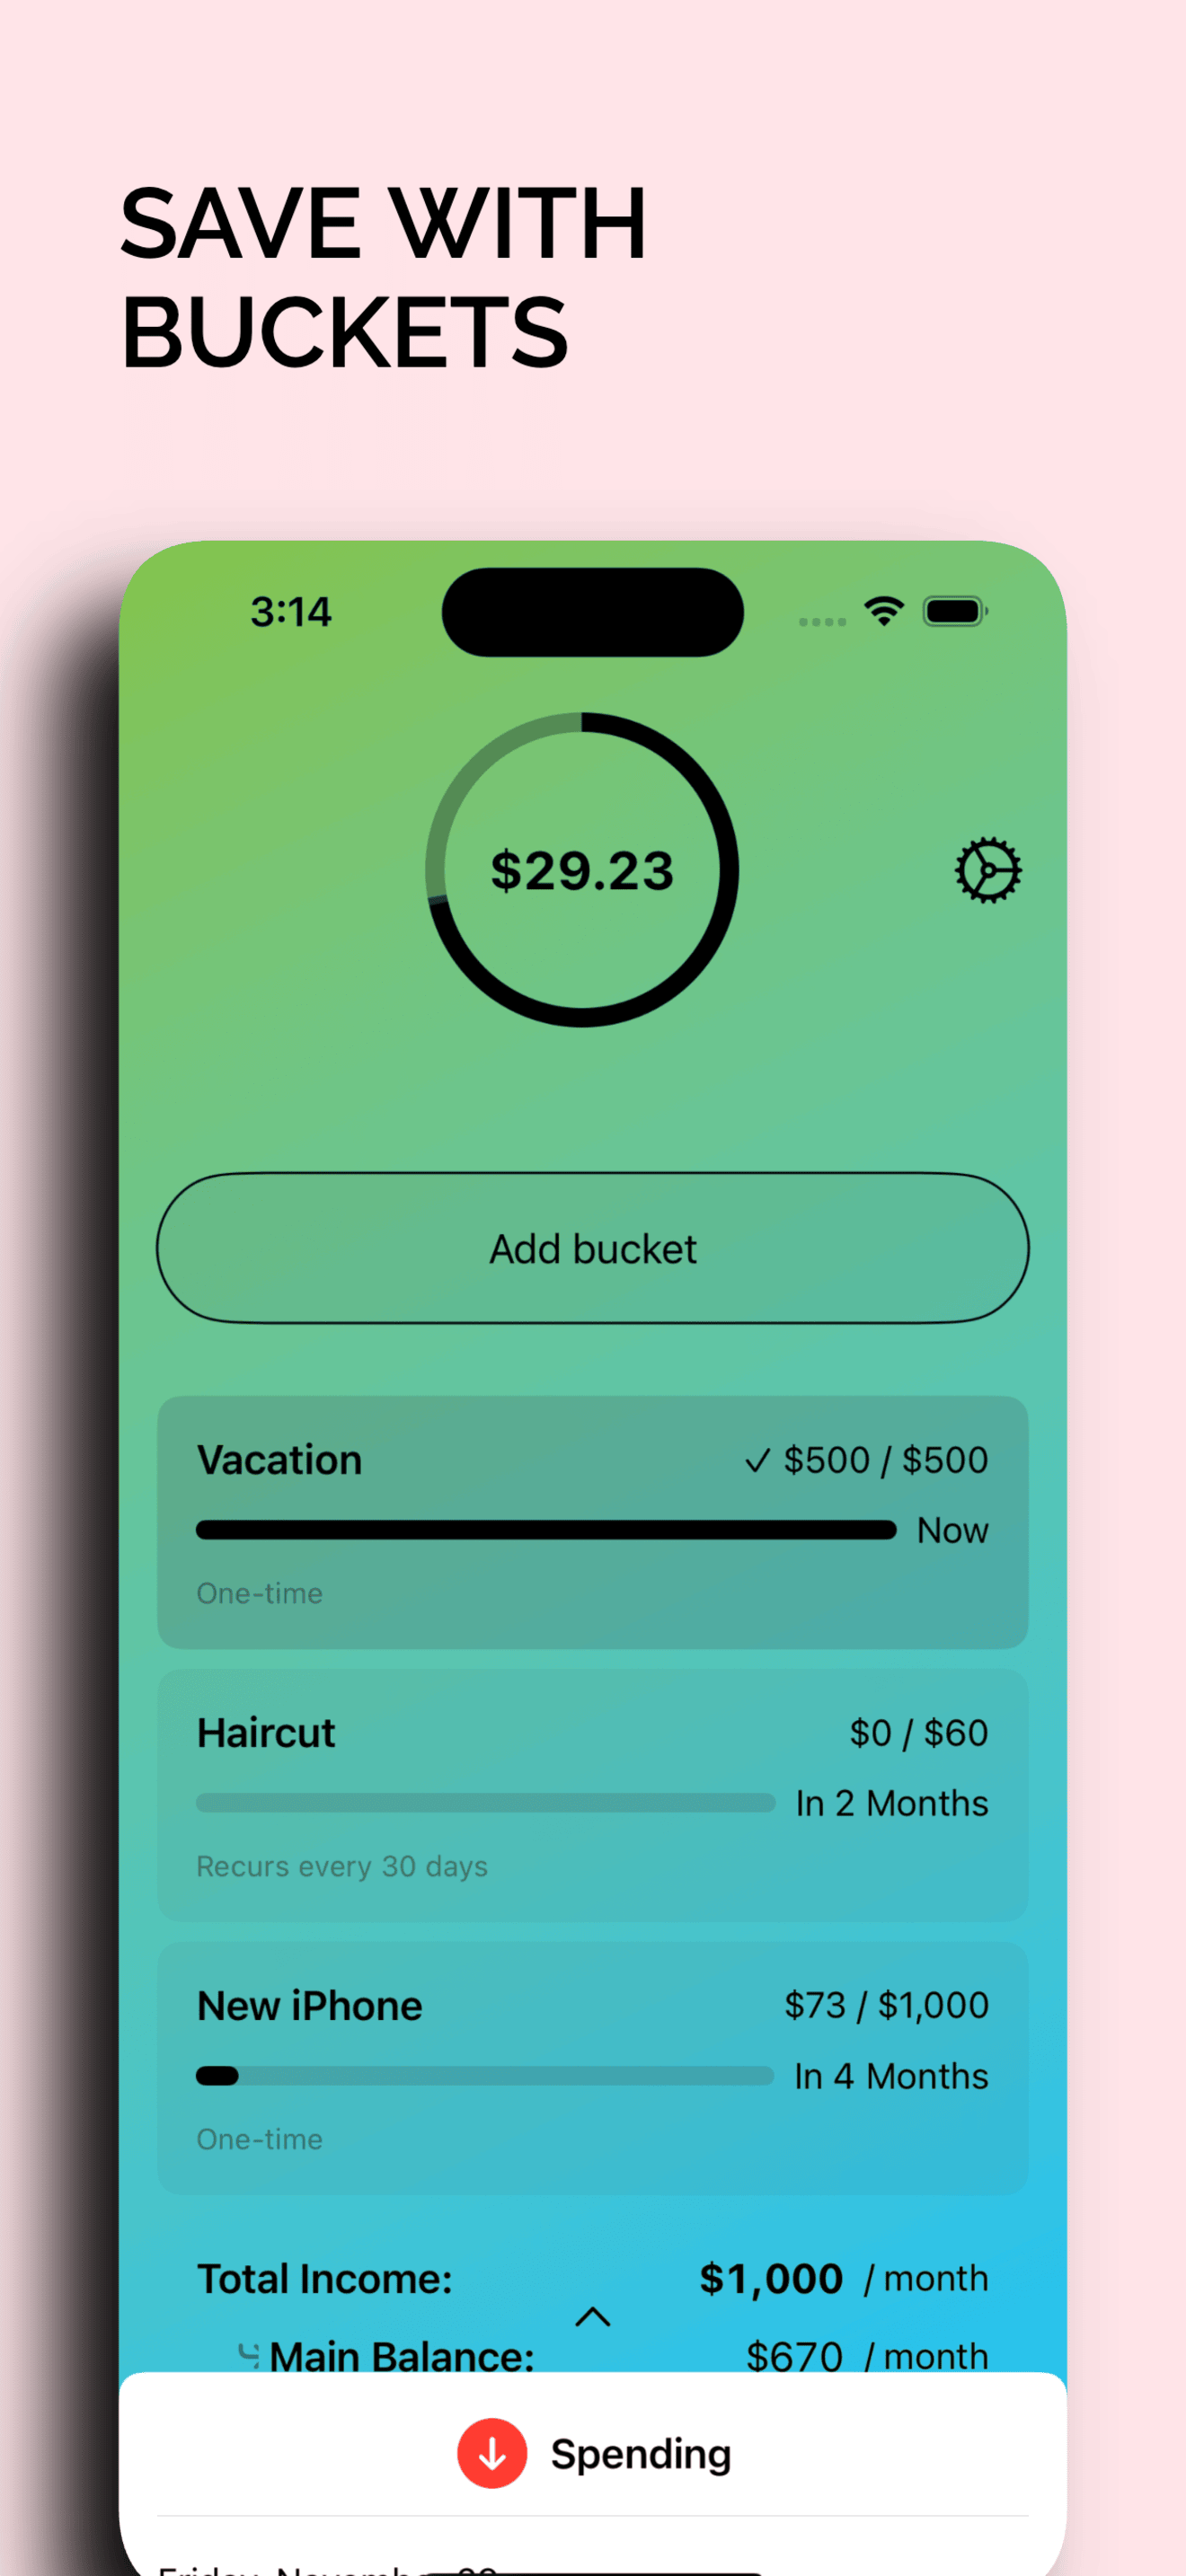 SAVE WITH
BUCKETS
3:14
$29.23
Add bucket
Vacation ✓ $500 / $500
Now
One-time
Haircut $0 / $60
In 2 Months
Recurs every 30 days
New iPhone $73 / $1,000
In 4 Months
One-time
Total Income: $1,000 / month
Main Balance: $670 / month
Spending
Friday, November